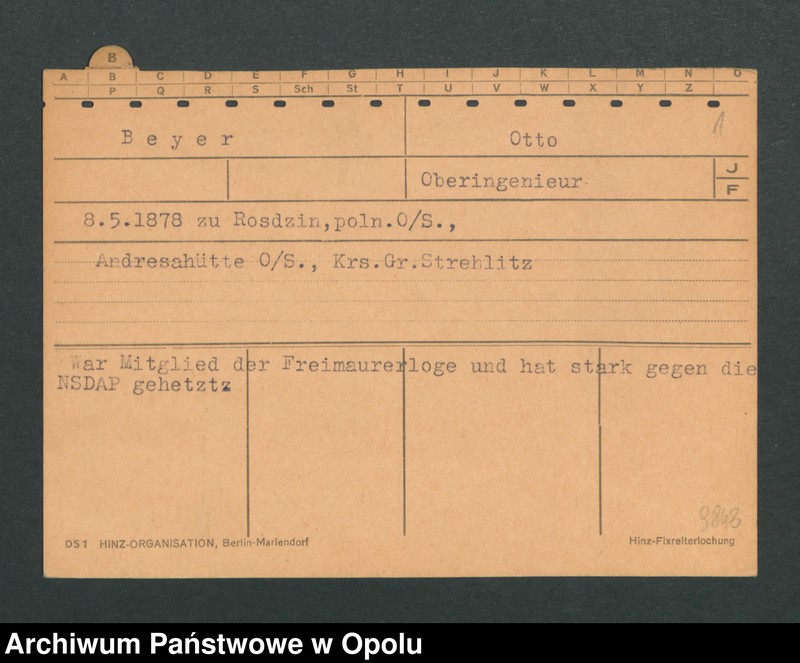 B
A B C D E F G H I J K L M N O
P Q R S Sch St T U V W X Y Z
1
Beyer Otto
Oberingenieur J
F
8.5.1878 zu Rosdzin,poln.O/S.,
Andresahütte O/S., Krs.Gr.Strehlitz
War Mitglied der Freimaurerloge und hat stark gegen die
NSDAP gehetztz
9848
DS1 HINZ-ORGANISATION, Berlin-Mariendorf Hinz-Fixreiterlochung
Archiwum Państwowe w Opolu